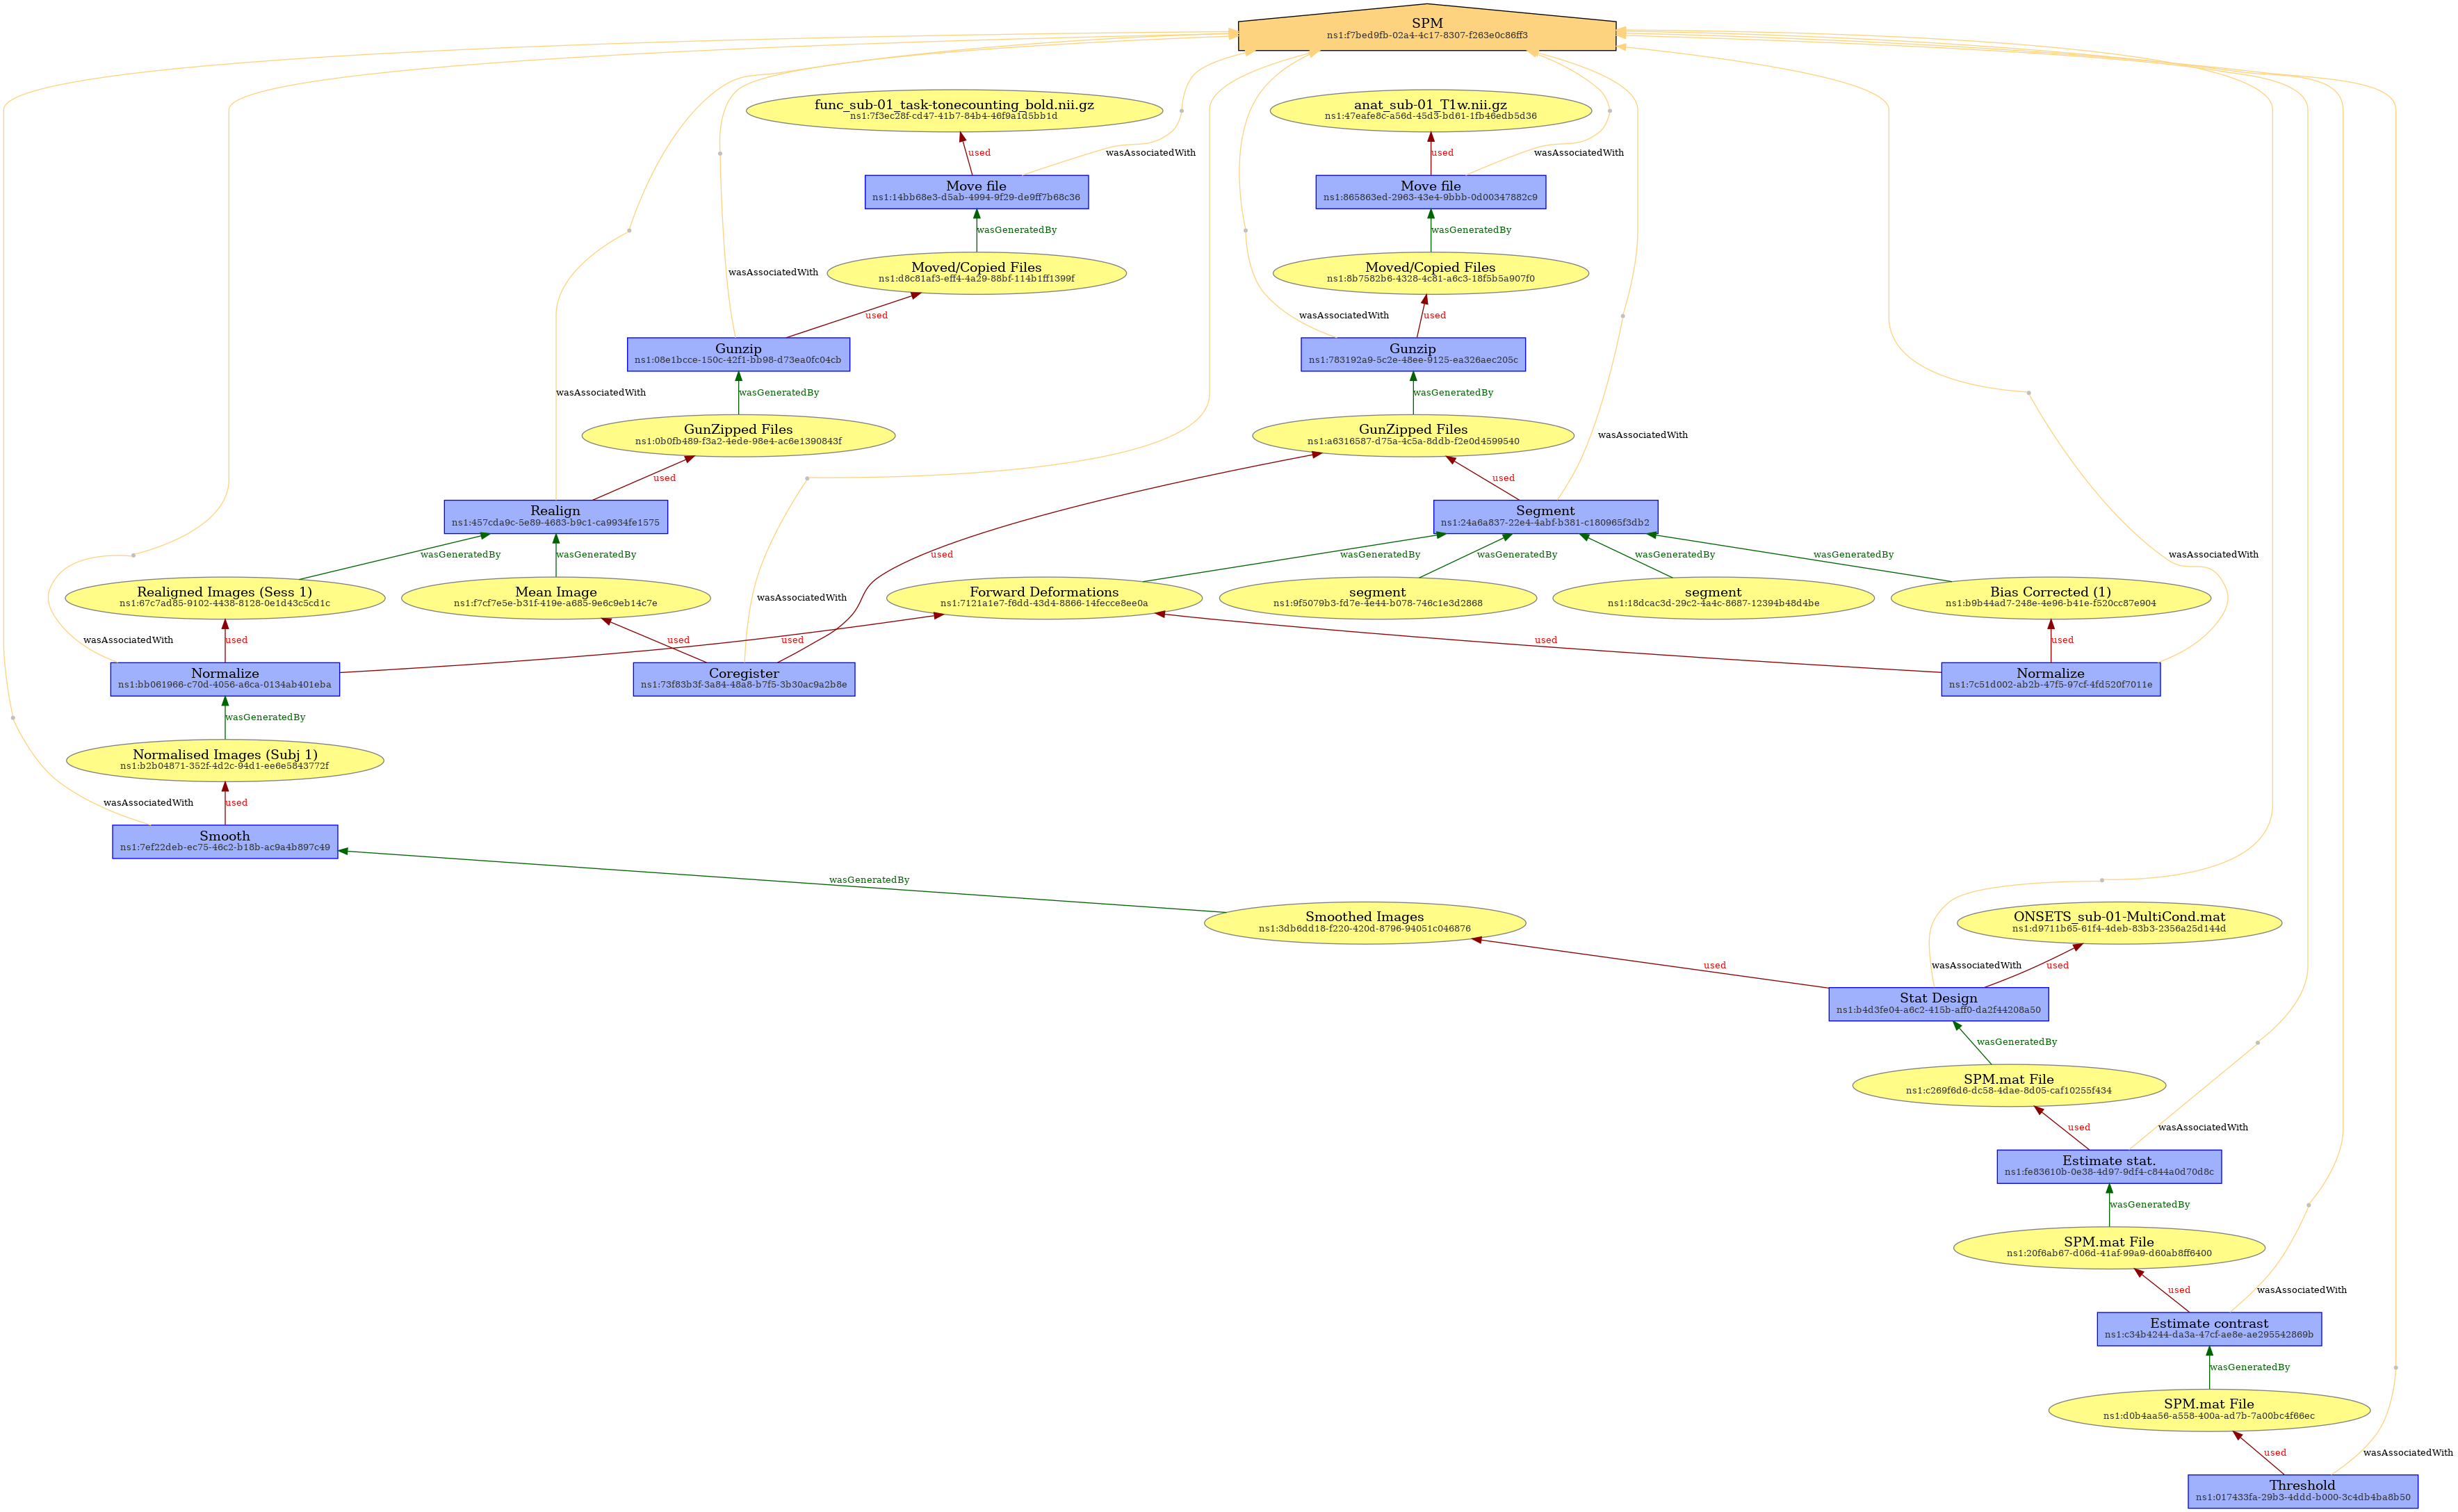 SPM
ns1:f7bed9fb-02a4-4c17-8307-f263e0c86ff3
func_sub-01_task-tonecounting_bold.nii.gz
ns1:7f3ec28f-cd47-41b7-84b4-46f9a1d5bb1d
anat_sub-01_T1w.nii.gz
ns1:47eafe8c-a56d-45d3-bd61-1fb46edb5d36
used
wasAssociatedWith
used
wasAssociatedWith
Move file
ns1:14bb68e3-d5ab-4994-9f29-de9ff7b68c36
Move file
ns1:865863ed-2963-43e4-9bbb-0d00347882c9
wasGeneratedBy
wasGeneratedBy
wasAssociatedWith
Moved/Copied Files
ns1:d8c81af3-eff4-4a29-88bf-114b1ff1399f
Moved/Copied Files
ns1:8b7582b6-4328-4c81-a6c3-18f5b5a907f0
used
wasAssociatedWith
used
Gunzip
ns1:08e1bcce-150c-42f1-bb98-d73ea0fc04cb
Gunzip
ns1:783192a9-5c2e-48ee-9125-ea326aec205c
wasAssociatedWith
wasGeneratedBy
wasGeneratedBy
GunZipped Files
ns1:0b0fb489-f3a2-4ede-98e4-ac6e1390843f
GunZipped Files
ns1:a6316587-d75a-4c5a-8ddb-f2e0d4599540
wasAssociatedWith
used
used
Realign
ns1:457cda9c-5e89-4683-b9c1-ca9934fe1575
Segment
ns1:24a6a837-22e4-4abf-b381-c180965f3db2
wasGeneratedBy
wasGeneratedBy
used
wasGeneratedBy
wasGeneratedBy
wasGeneratedBy
wasGeneratedBy
wasAssociatedWith
Realigned Images (Sess 1)
ns1:67c7ad85-9102-4438-8128-0e1d43c5cd1c
Mean Image
ns1:f7cf7e5e-b31f-419e-a685-9e6c9eb14c7e
wasAssociatedWith
Forward Deformations
ns1:7121a1e7-f6dd-43d4-8866-14fecce8ee0a
segment
ns1:9f5079b3-fd7e-4e44-b078-746c1e3d2868
segment
ns1:18dcac3d-29c2-4a4c-8687-12394b48d4be
Bias Corrected (1)
ns1:b9b44ad7-248e-4e96-b41e-f520cc87e904
wasAssociatedWith
used
used
used
used
used
Normalize
ns1:bb061966-c70d-4056-a6ca-0134ab401eba
Coregister
ns1:73f83b3f-3a84-48a8-b7f5-3b30ac9a2b8e
Normalize
ns1:7c51d002-ab2b-47f5-97cf-4fd520f7011e
wasGeneratedBy
Normalised Images (Subj 1)
ns1:b2b04871-352f-4d2c-94d1-ee6e5843772f
wasAssociatedWith
used
Smooth
ns1:7ef22deb-ec75-46c2-b18b-ac9a4b897c49
wasGeneratedBy
Smoothed Images
ns1:3db6dd18-f220-420d-8796-94051c046876
ONSETS_sub-01-MultiCond.mat
ns1:d9711b65-61f4-4deb-83b3-2356a25d144d
used
wasAssociatedWith
used
Stat Design
ns1:b4d3fe04-a6c2-415b-aff0-da2f44208a50
wasGeneratedBy
SPM.mat File
ns1:c269f6d6-dc58-4dae-8d05-caf10255f434
used
wasAssociatedWith
Estimate stat.
ns1:fe83610b-0e38-4d97-9df4-c844a0d70d8c
wasGeneratedBy
SPM.mat File
ns1:20f6ab67-d06d-41af-99a9-d60ab8ff6400
used
wasAssociatedWith
Estimate contrast
ns1:c34b4244-da3a-47cf-ae8e-ae295542869b
wasGeneratedBy
SPM.mat File
ns1:d0b4aa56-a558-400a-ad7b-7a00bc4f66ec
used
wasAssociatedWith
Threshold
ns1:017433fa-29b3-4ddd-b000-3c4db4ba8b50